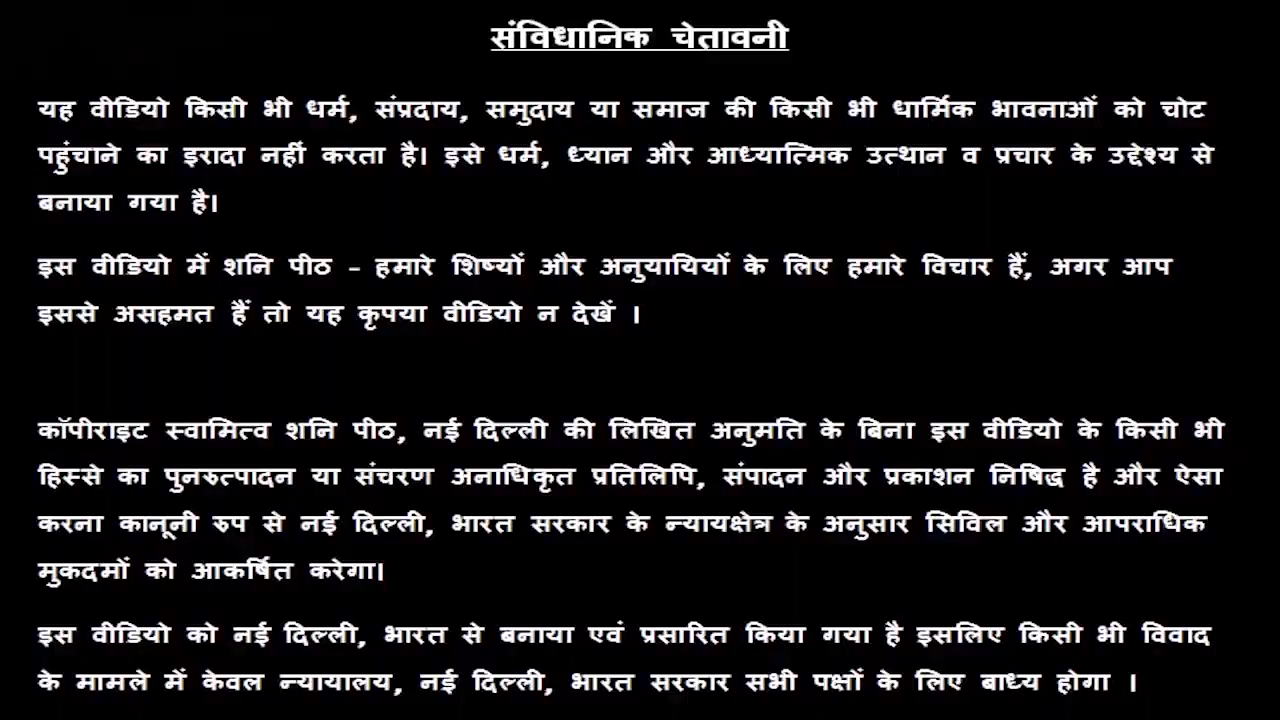 संविधानिक चेतावनी
यह वीडियो किसी भी धर्म, संप्रदाय, समुदाय या समाज की किसी भी धार्मिक भावनाओं को चोट
पहुंचाने का इरादा नहीं करता है। इसे धर्म, ध्यान और आध्यात्मिक उत्थान व प्रचार के उद्देश्य से
बनाया गया है।
इस वीडियो में शनि पीठ – हमारे शिष्यों और अनुयायियों के लिए हमारे विचार हैं, अगर आप
इससे असहमत हैं तो यह कृपया वीडियो न देखें ।
कॉपीराइट स्वामित्व शनि पीठ, नई दिल्ली की लिखित अनुमति के बिना इस वीडियो के किसी भी
हिस्से का पुनरुत्पादन या संचरण अनाधिकृत प्रतिलिपि, संपादन और प्रकाशन निषिद्ध है और ऐसा
करना कानूनी रुप से नई दिल्ली, भारत सरकार के न्यायक्षेत्र के अनुसार सिविल और आपराधिक
मुकदमों को आकर्षित करेगा।
इस वीडियो को नई दिल्ली, भारत से बनाया एवं प्रसारित किया गया है इसलिए किसी भी विवाद
के मामले में केवल न्यायालय, नई दिल्ली, भारत सरकार सभी पक्षों के लिए बाध्य होगा ।